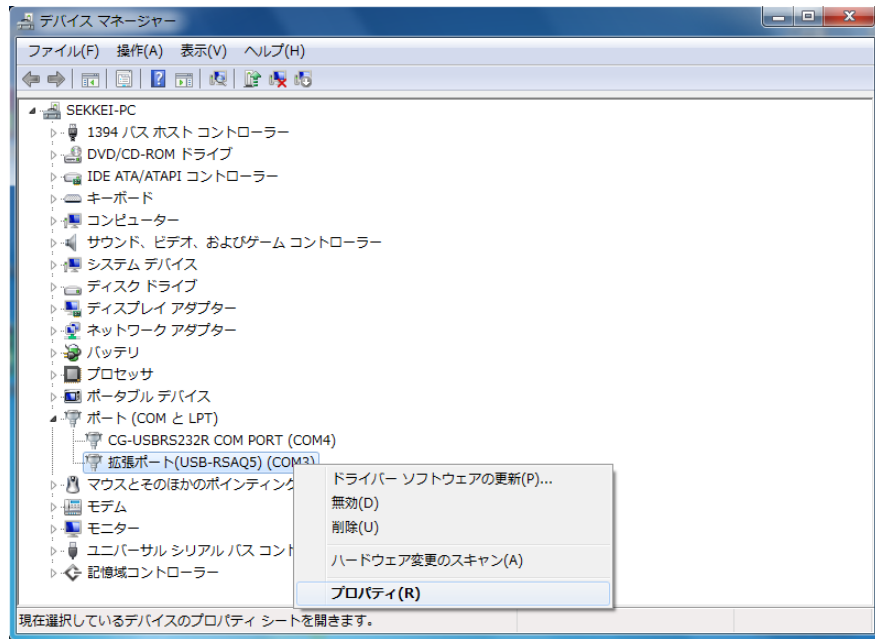 デバイス マネージャー
ファイル(F) 操作(A) 表示(V) ヘルプ(H)
SEKKEI-PC
1394 バス ホスト コントローラー
DVD/CD-ROM ドライブ
IDE ATA/ATAPI コントローラー
キーボード
コンピューター
サウンド、ビデオ、およびゲーム コントローラー
システム デバイス
ディスク ドライブ
ディスプレイ アダプター
ネットワーク アダプター
バッテリ
プロセッサ
ポータブル デバイス
ポート (COM と LPT)
CG-USBRS232R COM PORT (COM4)
拡張ポート(USB-RSAQ5) (COM3)
マウスとそのほかのポインティング
モデム
モニター
ユニバーサル シリアル バス コント
記憶域コントローラー
ドライバー ソフトウェアの更新(P)...
無効(D)
削除(U)
ハードウェア変更のスキャン(A)
プロパティ(R)
現在選択しているデバイスのプロパティ シートを開きます。